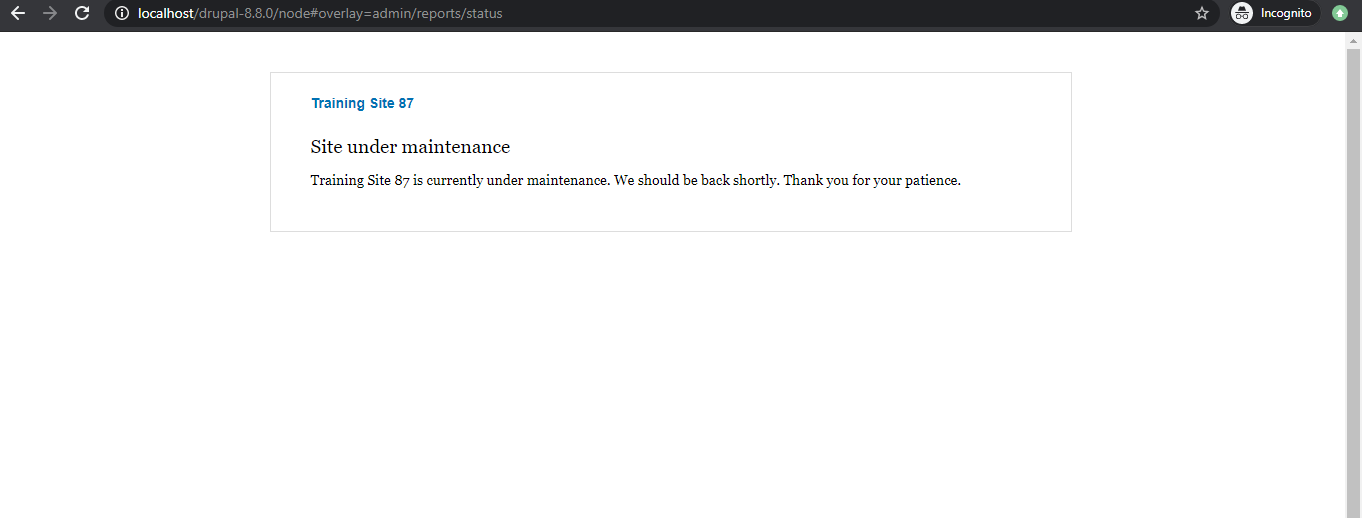 localhost/drupal-8.8.0/node#overlay=admin/reports/status
Incognito
Training Site 87
Site under maintenance
Training Site 87 is currently under maintenance. We should be back shortly. Thank you for your patience.